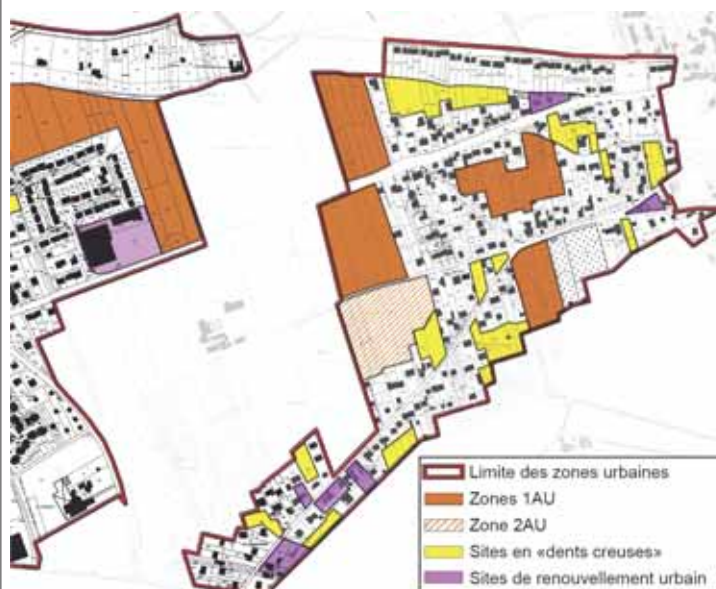 Limite des zones urbaines
Zones 1AU
Zone 2AU
Sites en «dents creuses»
Sites de renouvellement urbain